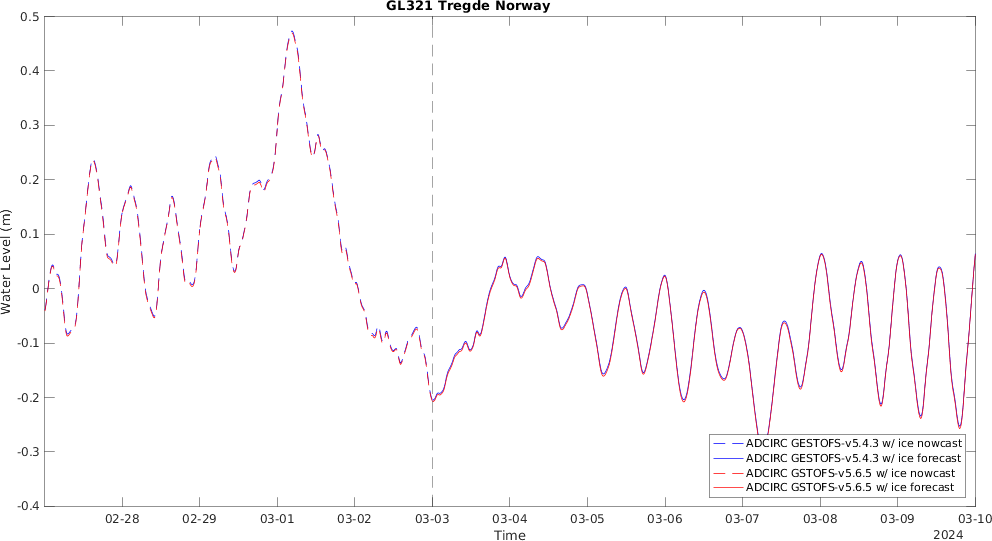 GL321 Tregde Norway
0.5
0.4
0.3
0.2
0.1
0
-0.1
-0.2
-0.3
-0.4
Water Level (m)
ADCIRC GESTOFS-v5.4.3 w/ ice nowcast
ADCIRC GESTOFS-v5.4.3 w/ ice forecast
ADCIRC GSTOFS-v5.6.5 w/ ice nowcast
ADCIRC GSTOFS-v5.6.5 w/ ice forecast
02-28 02-29 03-01 03-02 03-03 03-04 03-05 03-06 03-07 03-08 03-09 03-10
Time
2024